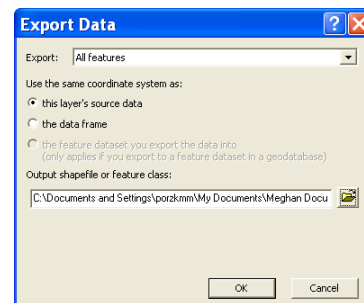 Export Data
Export: All features
Use the same coordinate system as:
this layer's source data
the data frame
the feature dataset you export the data into
(only applies if you export to a feature dataset in a geodatabase)
Output shapefile or feature class:
C:\Documents and Settings\porzkmm\My Documents\Meghan Docu
OK Cancel